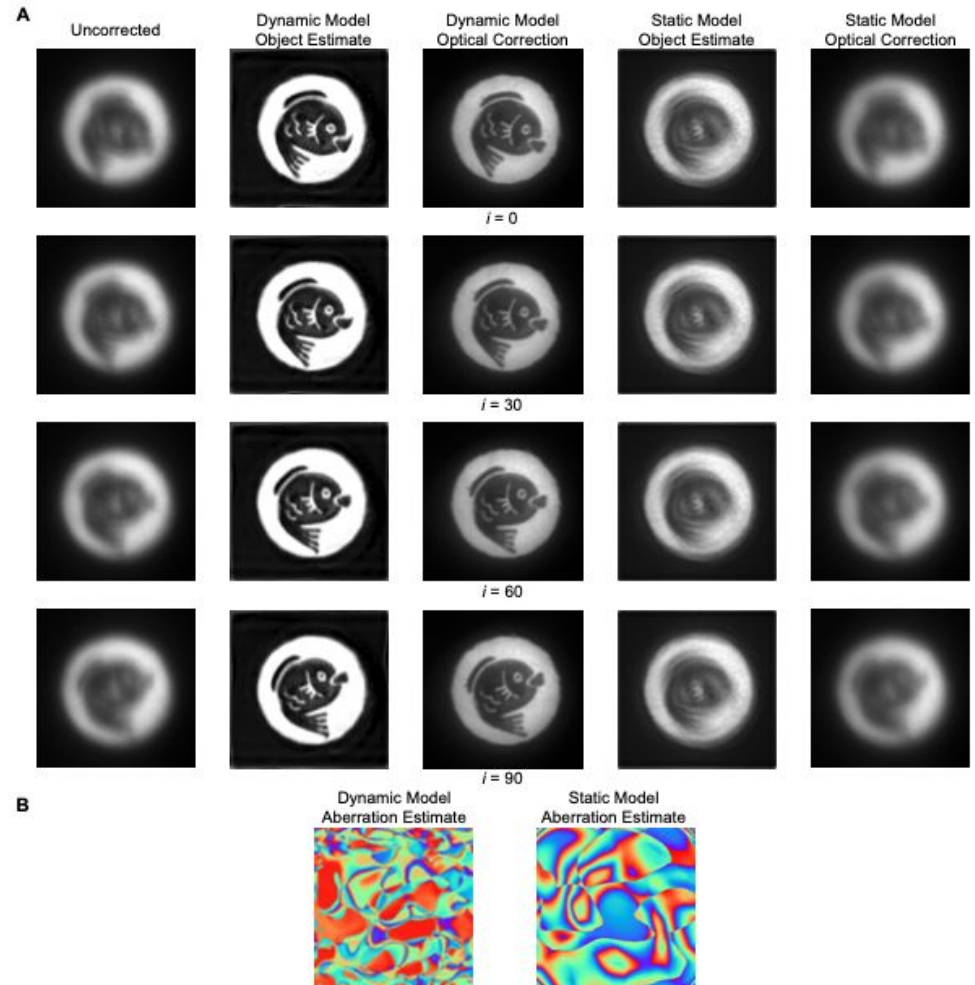 A
Uncorrected
Dynamic Model
Object Estimate
Dynamic Model
Optical Correction
Static Model
Object Estimate
Static Model
Optical Correction
i = 0
i = 30
i = 60
i = 90
B
Dynamic Model
Aberration Estimate
Static Model
Aberration Estimate